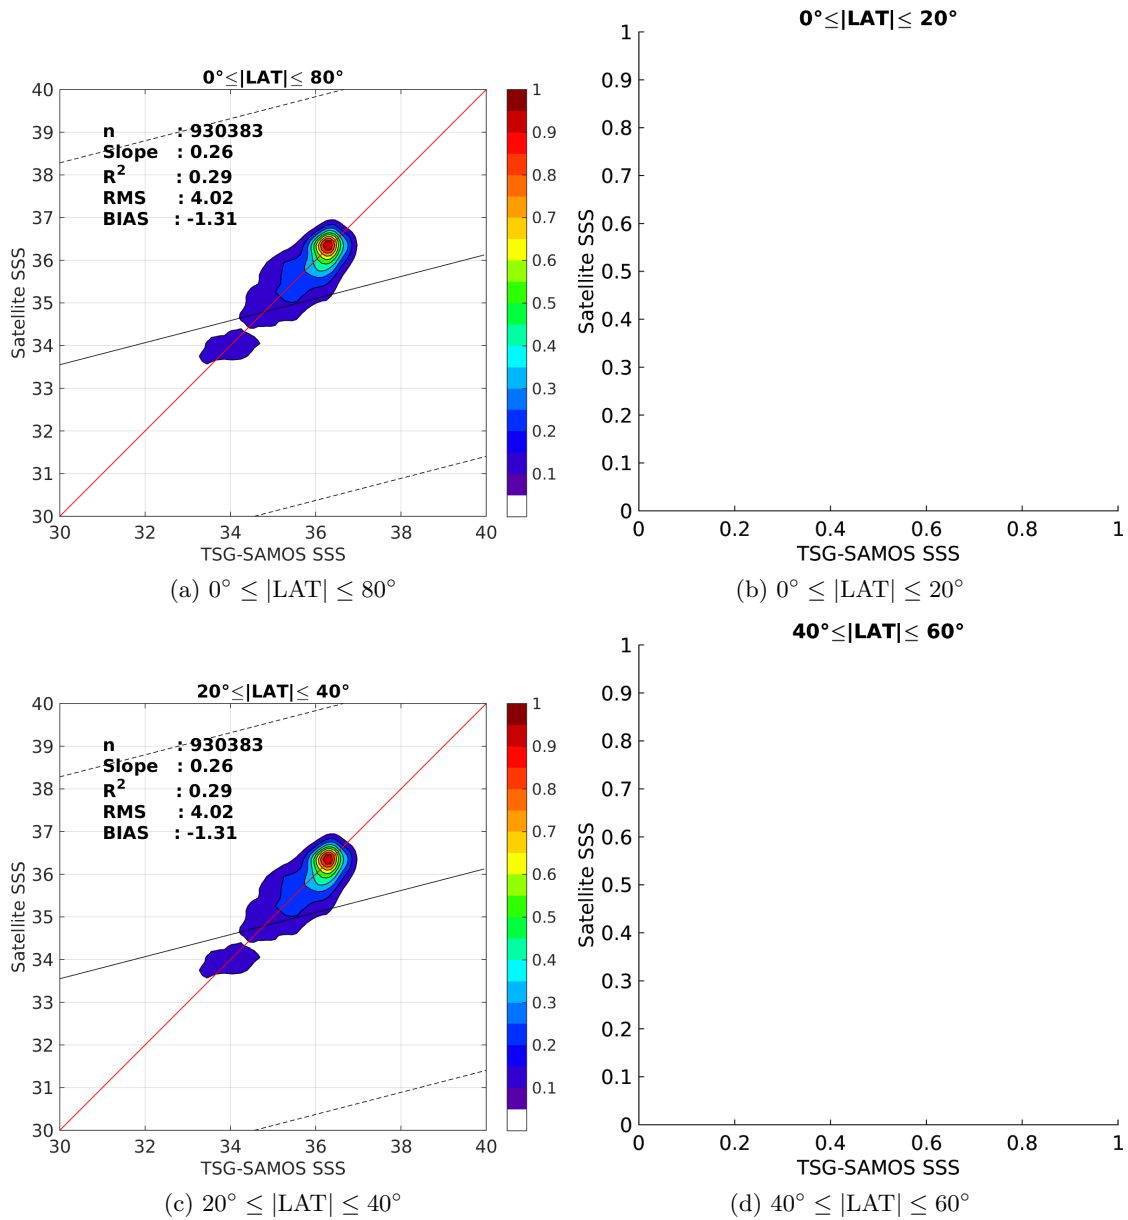 0°≤|LAT|≤ 80°
40
39
38
37
36
35
34
33
32
31
30
Satellite SSS
n : 930383
Slope : 0.26
R2 : 0.29
RMS : 4.02
BIAS : -1.31
30 32 34 36 38 40
TSG-SAMOS SSS
1
0.9
0.8
0.7
0.6
0.5
0.4
0.3
0.2
0.1
(a) 0° ≤ |LAT| ≤ 80°
0°≤|LAT|≤ 20°
1
0.9
0.8
0.7
0.6
0.5
0.4
0.3
0.2
0.1
0
Satellite SSS
0 0.2 0.4 0.6 0.8 1
TSG-SAMOS SSS
(b) 0° ≤ |LAT| ≤ 20°
20°≤|LAT|≤ 40°
40
39
38
37
36
35
34
33
32
31
30
Satellite SSS
n : 930383
Slope : 0.26
R2 : 0.29
RMS : 4.02
BIAS : -1.31
30 32 34 36 38 40
TSG-SAMOS SSS
1
0.9
0.8
0.7
0.6
0.5
0.4
0.3
0.2
0.1
(c) 20° ≤ |LAT| ≤ 40°
40°≤|LAT|≤ 60°
1
0.9
0.8
0.7
0.6
0.5
0.4
0.3
0.2
0.1
0
Satellite SSS
0 0.2 0.4 0.6 0.8 1
TSG-SAMOS SSS
(d) 40° ≤ |LAT| ≤ 60°